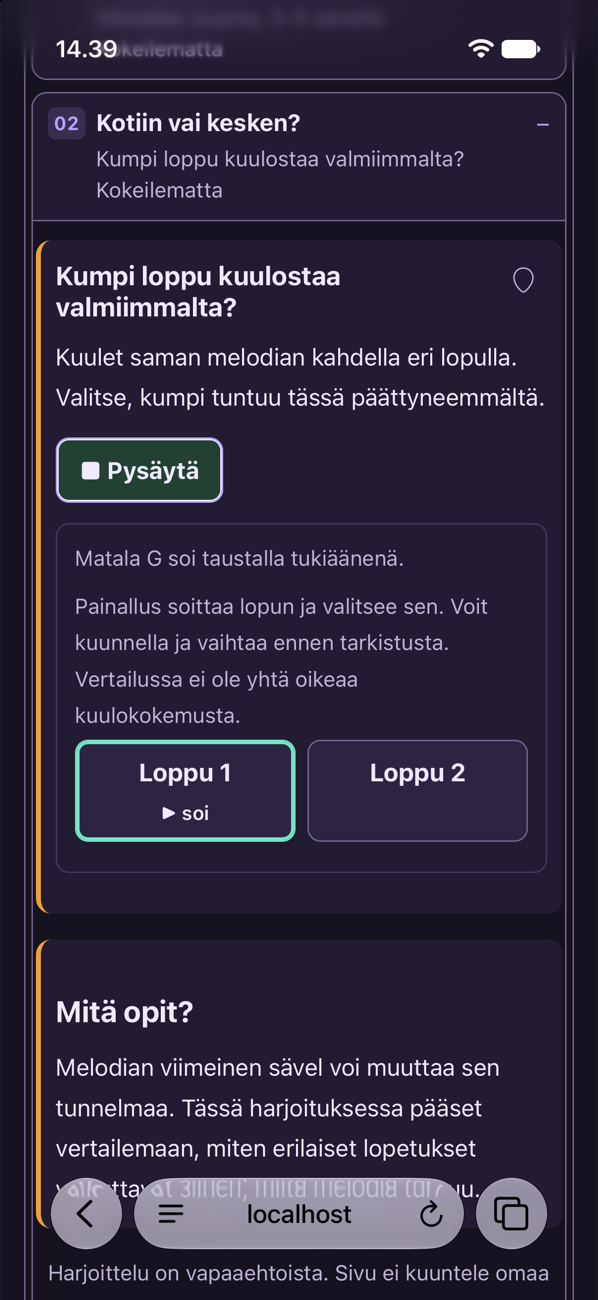 14.39
Kokeilematta
02 Kotiin vai kesken? –
Kumpi loppu kuulostaa valmiimmalta?
Kokeilematta
Kumpi loppu kuulostaa
valmiimmalta?
Kuulet saman melodian kahdella eri lopulla.
Valitse, kumpi tuntuu tässä päättyneemmältä.
Pysäytä
Matala G soi taustalla tukiäänenä.
Painallus soittaa lopun ja valitsee sen. Voit
kuunnella ja vaihtaa ennen tarkistusta.
Vertailussa ei ole yhtä oikeaa
kuulokokemusta.
Loppu 1
▶ soi
Loppu 2
Mitä opit?
Melodian viimeinen sävel voi muuttaa sen
tunnelmaa. Tässä harjoituksessa pääset
vertailemaan, miten erilaiset lopetukset
localhost
Harjoittelu on vapaaehtoista. Sivu ei kuuntele omaa